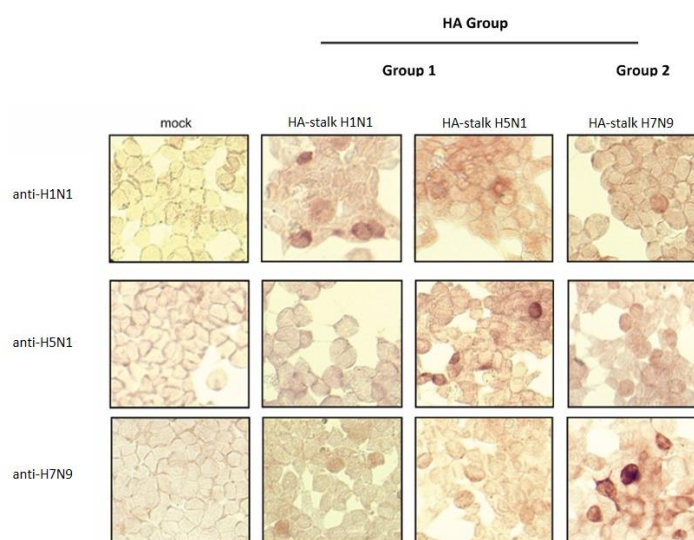 HA Group
Group 1 Group 2
mock HA-stalk H1N1 HA-stalk H5N1 HA-stalk H7N9
anti-H1N1
anti-H5N1
anti-H7N9